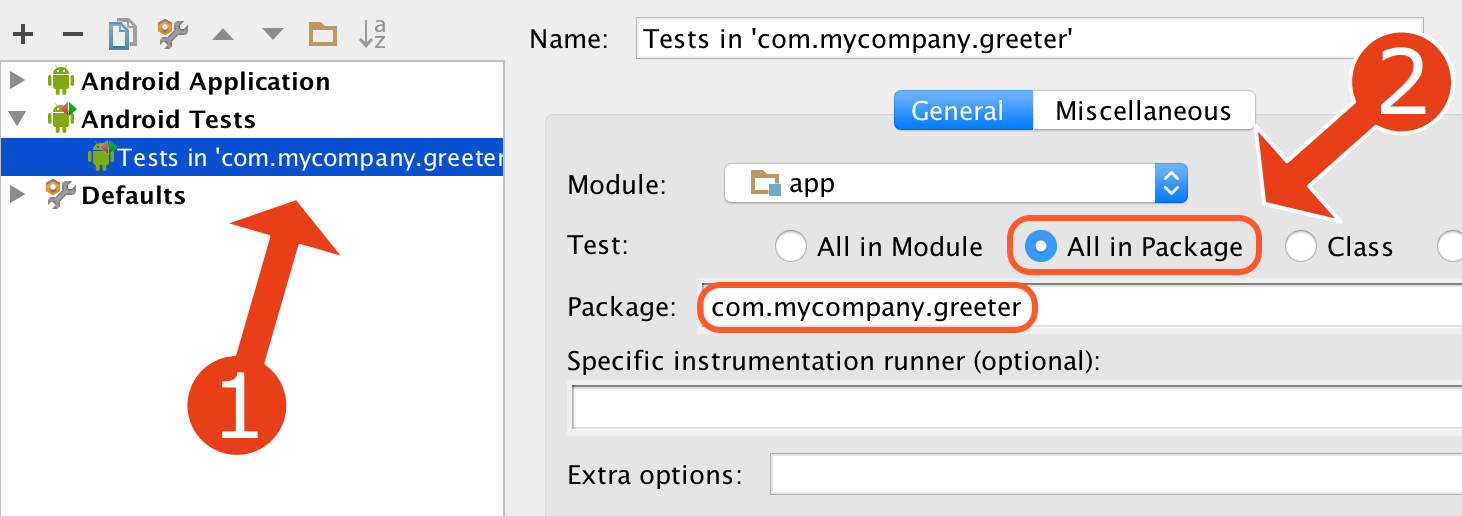 Name: Tests in 'com.mycompany.greeter'
Android Application
Android Tests
Tests in 'com.mycompany.greeter
Defaults
1
2
General Miscellaneous
Module: app
Test: All in Module All in Package Class
Package: com.mycompany.greeter
Specific instrumentation runner (optional):
Extra options:
a
z